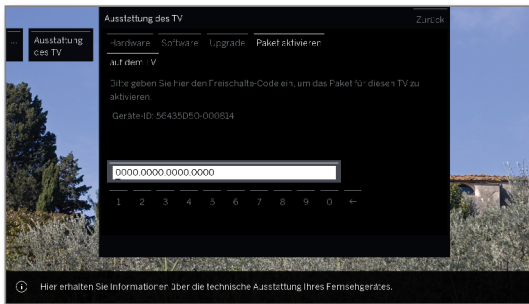 Ausstattung des TV
Zurück
...
Ausstattung
des TV
Hardware Software Upgrade Paket aktivieren
auf dem TV
Bitte geben Sie hier den Freischalte-Code ein, um das Paket für diesen TV zu
aktivieren.
Geräte-ID: 56435D50-000814
0000.0000.0000.0000
1 2 3 4 5 6 7 8 9 0 ←
i Hier erhalten Sie Informationen über die technische Ausstattung Ihres Fernsehgerätes.